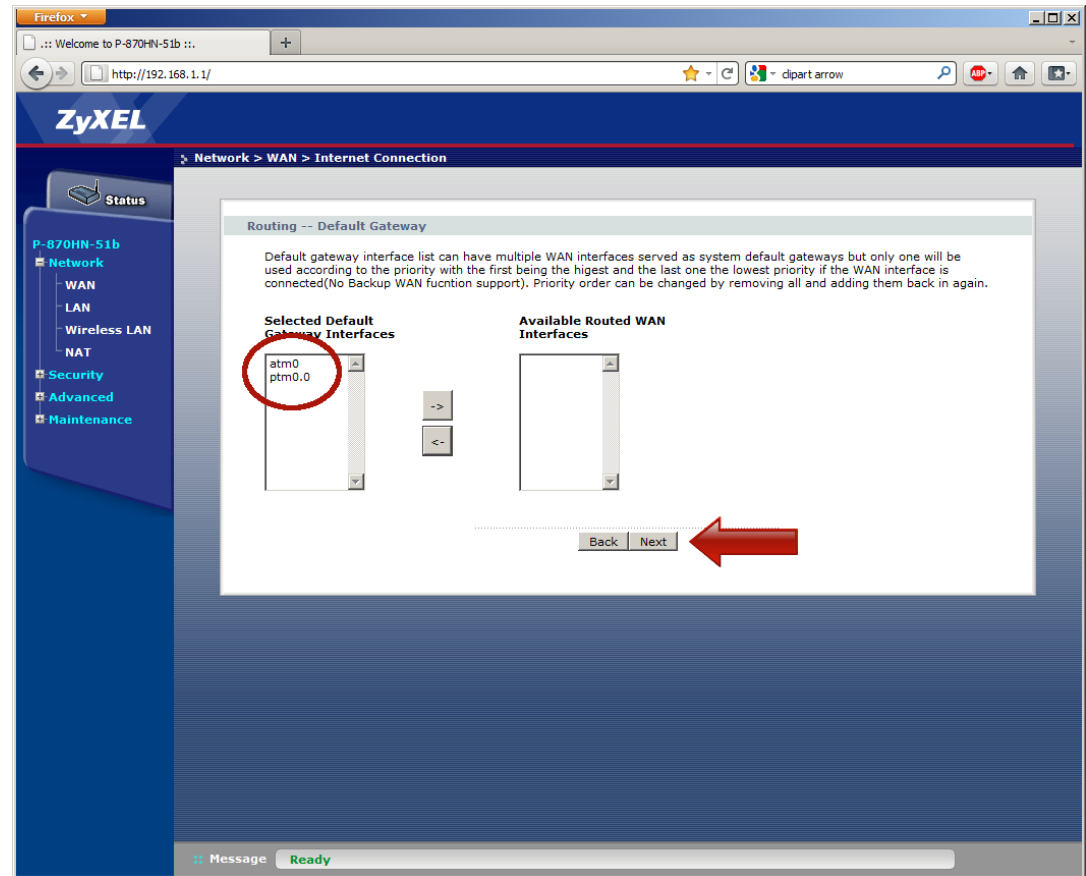 Firefox
.:: Welcome to P-870HN-51b ::.
+
http://192.168.1.1/
clipart arrow
ABP
ZyXEL
Network > WAN > Internet Connection
Status
P-870HN-51b
Network
WAN
LAN
Wireless LAN
NAT
Security
Advanced
Maintenance
Routing -- Default Gateway
Default gateway interface list can have multiple WAN interfaces served as system default gateways but only one will be
used according to the priority with the first being the higest and the last one the lowest priority if the WAN interface is
connected(No Backup WAN fucntion support). Priority order can be changed by removing all and adding them back in again.
Selected Default
Gateway Interfaces
atm0
ptm0.0
->
<-
Available Routed WAN
Interfaces
Back Next
:: Message Ready